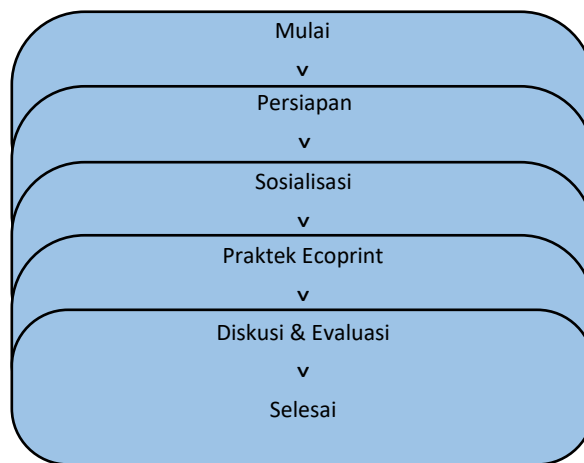 Mulai
v
Persiapan
v
Sosialisasi
v
Praktek Ecoprint
v
Diskusi & Evaluasi
v
Selesai